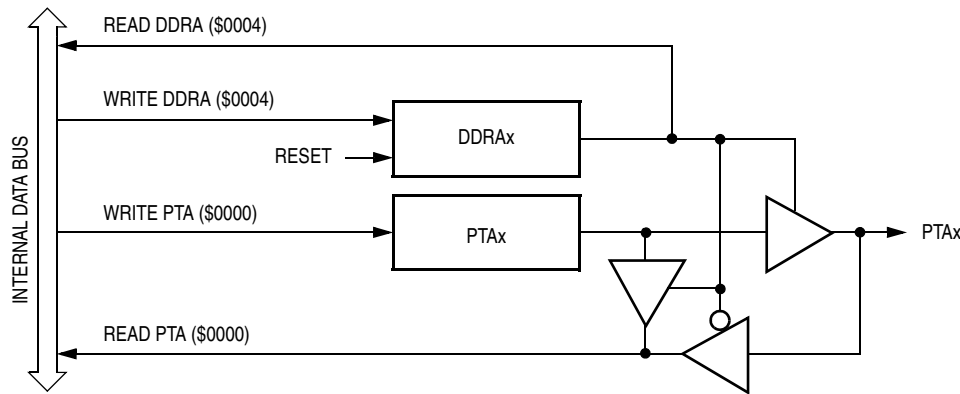 READ DDRA ($0004)
WRITE DDRA ($0004)
DDRAx
RESET
INTERNAL DATA BUS
WRITE PTA ($0000)
PTAx
PTAx
READ PTA ($0000)